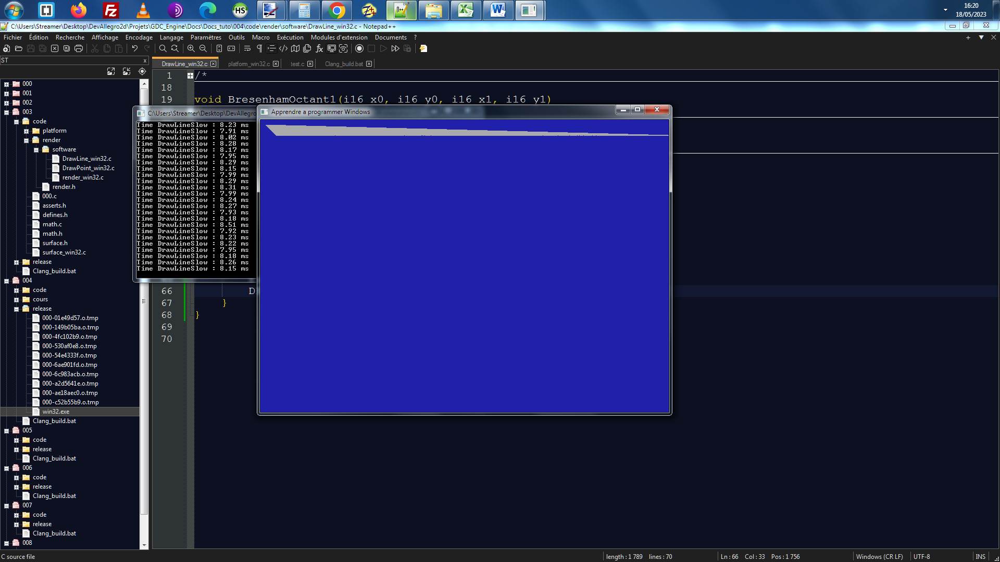 16:20
18/05/2023
C:\Users\Streamer\Desktop\DevAllegro2d\Projets\GDC_Engine\Docs\Docs_tuto\004\code\render\software\DrawLine_win32.c - Notepad++
Fichier Édition Recherche Affichage Encodage Langage Paramètres Outils Macro Exécution Modules d'extension Documents ?
ST
DrawLine_win32.c platform_win32.c test.c Clang_build.bat
1 /*
18
19 void BresenhamOctant1(i16 x0, i16 y0, i16 x1, i16 y1)
66 D
67 }
68 }
69
70
000
001
002
003
code
platform
render
software
DrawLine_win32.c
DrawPoint_win32.c
render_win32.c
render.h
000.c
asserts.h
defines.h
math.c
math.h
surface.h
surface_win32.c
release
Clang_build.bat
004
code
cours
release
000-01e49d57.o.tmp
000-149b05ba.o.tmp
000-4fc102b9.o.tmp
000-530af0e8.o.tmp
000-54e4333f.o.tmp
000-6ae901fd.o.tmp
000-6c983acb.o.tmp
000-a2d5641e.o.tmp
000-ae18aec0.o.tmp
000-c52b55b9.o.tmp
win32.exe
Clang_build.bat
005
code
release
Clang_build.bat
006
code
release
Clang_build.bat
007
code
release
Clang_build.bat
008
C:\Users\Streamer\Desktop\DevAllegro
Time DrawLineSlow : 8.23 ms
Time DrawLineSlow : 7.91 ms
Time DrawLineSlow : 8.02 ms
Time DrawLineSlow : 8.28 ms
Time DrawLineSlow : 8.17 ms
Time DrawLineSlow : 7.95 ms
Time DrawLineSlow : 8.29 ms
Time DrawLineSlow : 8.15 ms
Time DrawLineSlow : 7.99 ms
Time DrawLineSlow : 8.29 ms
Time DrawLineSlow : 8.31 ms
Time DrawLineSlow : 7.99 ms
Time DrawLineSlow : 8.24 ms
Time DrawLineSlow : 8.27 ms
Time DrawLineSlow : 7.93 ms
Time DrawLineSlow : 8.18 ms
Time DrawLineSlow : 8.51 ms
Time DrawLineSlow : 7.92 ms
Time DrawLineSlow : 8.23 ms
Time DrawLineSlow : 8.22 ms
Time DrawLineSlow : 7.95 ms
Time DrawLineSlow : 8.18 ms
Time DrawLineSlow : 8.26 ms
Time DrawLineSlow : 8.15 ms
Apprendre a programmer Windows
C source file length : 1 789 lines : 70 Ln : 66 Col : 33 Pos : 1 756 Windows (CR LF) UTF-8 INS